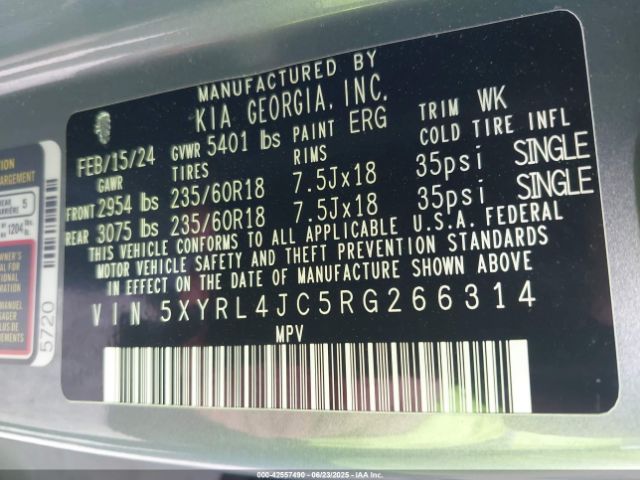 MANUFACTURED BY
KIA GEORGIA, INC.
FEB/15/24 GVWR 5401 lbs PAINT ERG TRIM WK
GAWR TIRES RIMS COLD TIRE INFL
FRONT 2954 lbs 235/60R18 7.5Jx18 35psi SINGLE
REAR 3075 lbs 235/60R18 7.5Jx18 35psi SINGLE
THIS VEHICLE CONFORMS TO ALL APPLICABLE U.S.A. FEDERAL
MOTOR VEHICLE SAFETY AND THEFT PREVENTION STANDARDS
IN EFFECT ON THE DATE OF MANUFACTURE SHOWN ABOVE.
VIN 5XYRL4JC5RG266314
MPV
5
1204
5720
000-42557490 - 06/23/2025 - IAA Inc.